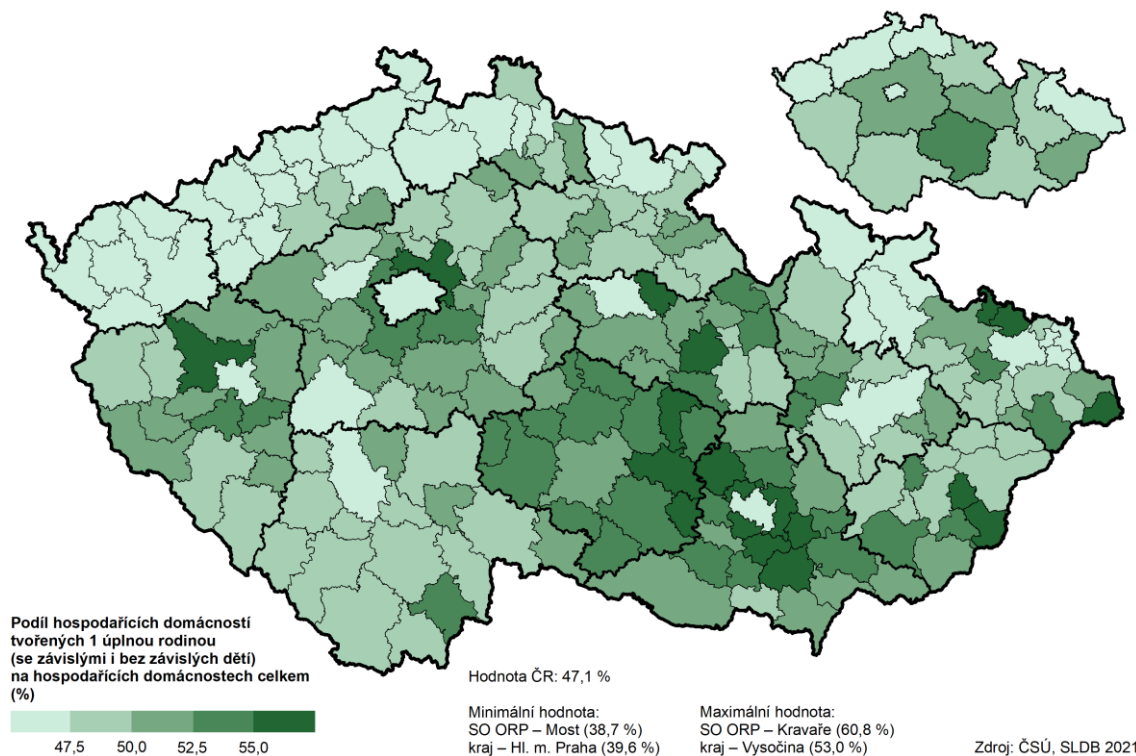 Podíl hospodařících domácností
tvořených 1 úplnou rodinou
(se závislými i bez závislých dětí)
na hospodařících domácnostech celkem
(%)
47,5 50,0 52,5 55,0
Hodnota ČR: 47,1 %
Minimální hodnota:
SO ORP – Most (38,7 %)
kraj – Hl. m. Praha (39,6 %)
Maximální hodnota:
SO ORP – Kravaře (60,8 %)
kraj – Vysočina (53,0 %)
Zdroj: ČSÚ, SLDB 2021